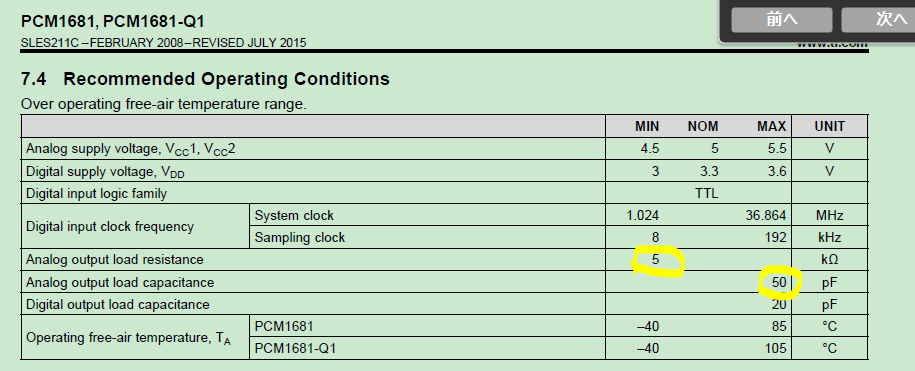 PCM1681, PCM1681-Q1
SLES211C – FEBRUARY 2008 – REVISED JULY 2015
前へ
次へ
www.ti.com
7.4 Recommended Operating Conditions
Over operating free-air temperature range.
MIN NOM MAX UNIT
Analog supply voltage, VCC1, VCC2 4.5 5 5.5 V
Digital supply voltage, VDD 3 3.3 3.6 V
Digital input logic family TTL
Digital input clock frequency System clock 1.024 36.864 MHz
Sampling clock 8 192 kHz
Analog output load resistance 5 kΩ
Analog output load capacitance 50 pF
Digital output load capacitance 20 pF
Operating free-air temperature, TA PCM1681 –40 85 °C
PCM1681-Q1 –40 105 °C